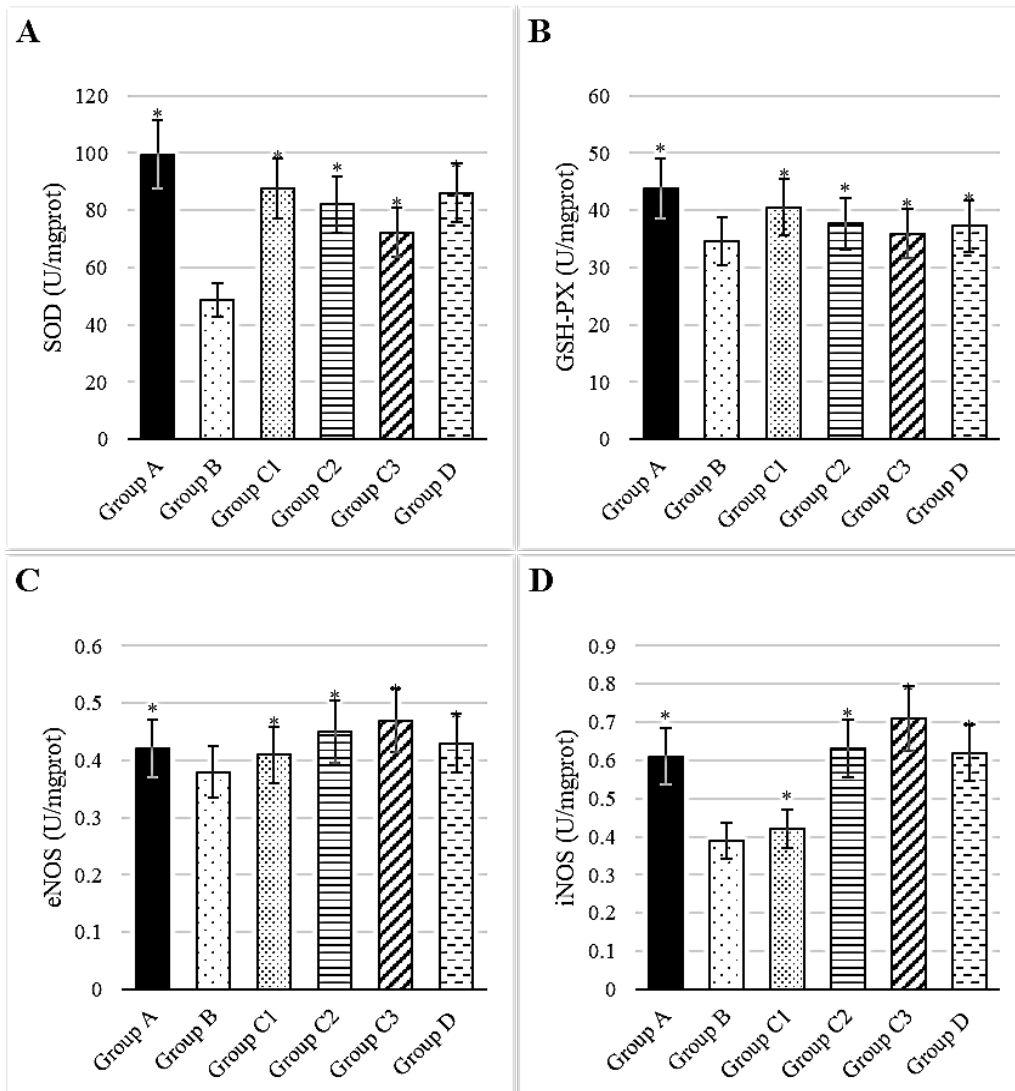 A
SOD (U/mgprot)
120
100
80
60
40
20
0
* * * * *
Group A Group B Group C1 Group C2 Group C3 Group D
B
GSH-PX (U/mgprot)
60
50
40
30
20
10
0
* * * * *
Group A Group B Group C1 Group C2 Group C3 Group D
C
eNOS (U/mgprot)
0.6
0.5
0.4
0.3
0.2
0.1
0
* * * * *
Group A Group B Group C1 Group C2 Group C3 Group D
D
iNOS (U/mgprot)
0.9
0.8
0.7
0.6
0.5
0.4
0.3
0.2
0.1
0
* * * * *
Group A Group B Group C1 Group C2 Group C3 Group D